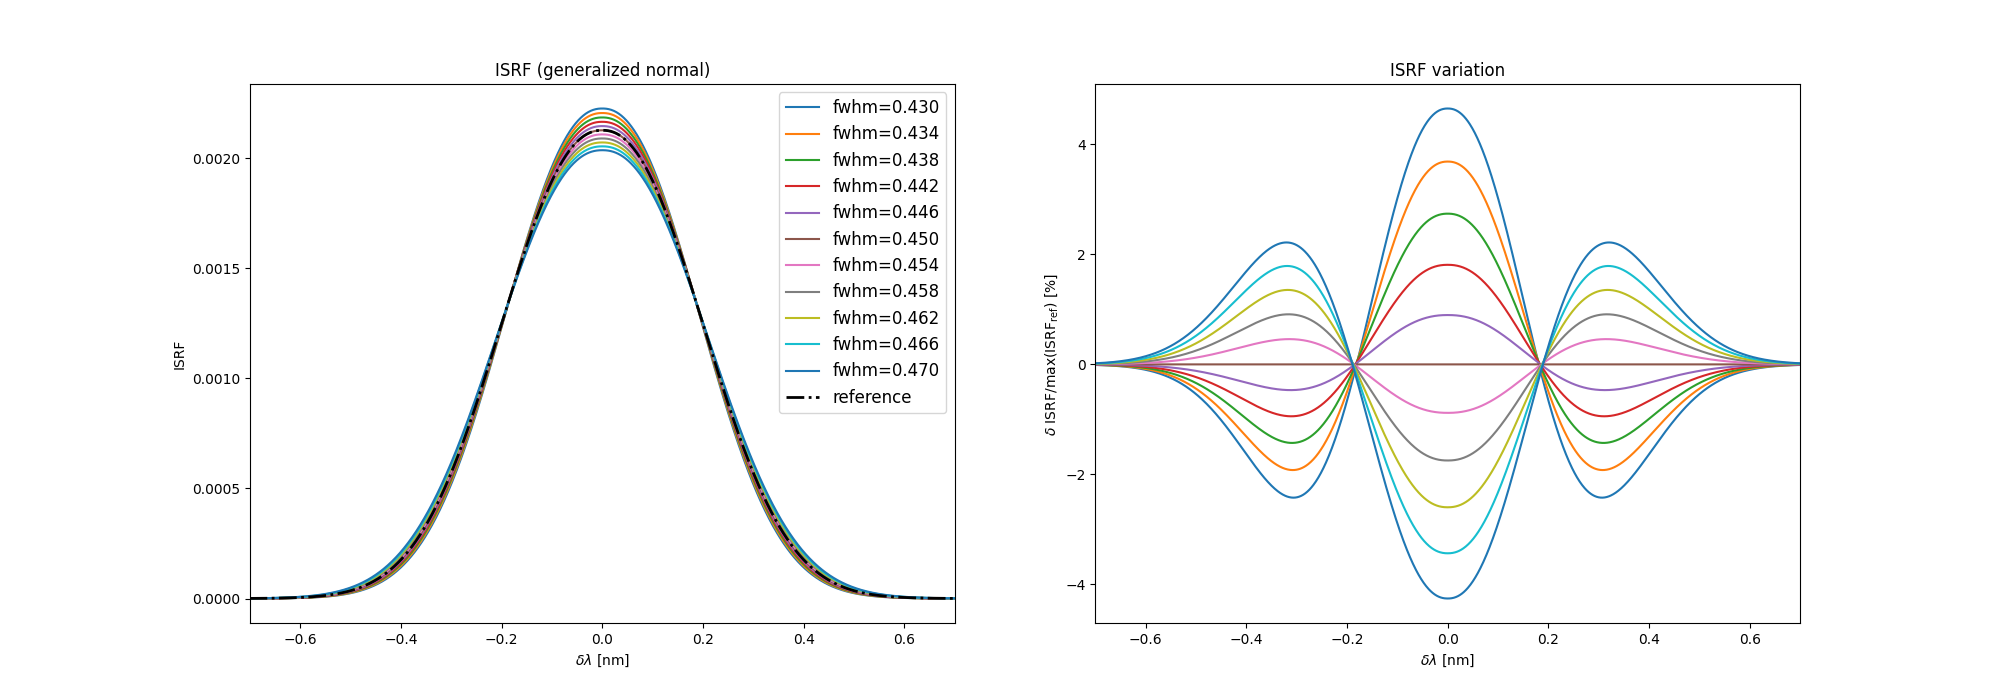 ISRF (generalized normal)
ISRF
0.0020
0.0015
0.0010
0.0005
0.0000
−0.6 −0.4 −0.2 0.0 0.2 0.4 0.6
δλ [nm]
fwhm=0.430
fwhm=0.434
fwhm=0.438
fwhm=0.442
fwhm=0.446
fwhm=0.450
fwhm=0.454
fwhm=0.458
fwhm=0.462
fwhm=0.466
fwhm=0.470
reference
ISRF variation
δ ISRF/max(ISRF_ref) [%]
4
2
0
−2
−4
−0.6 −0.4 −0.2 0.0 0.2 0.4 0.6
δλ [nm]